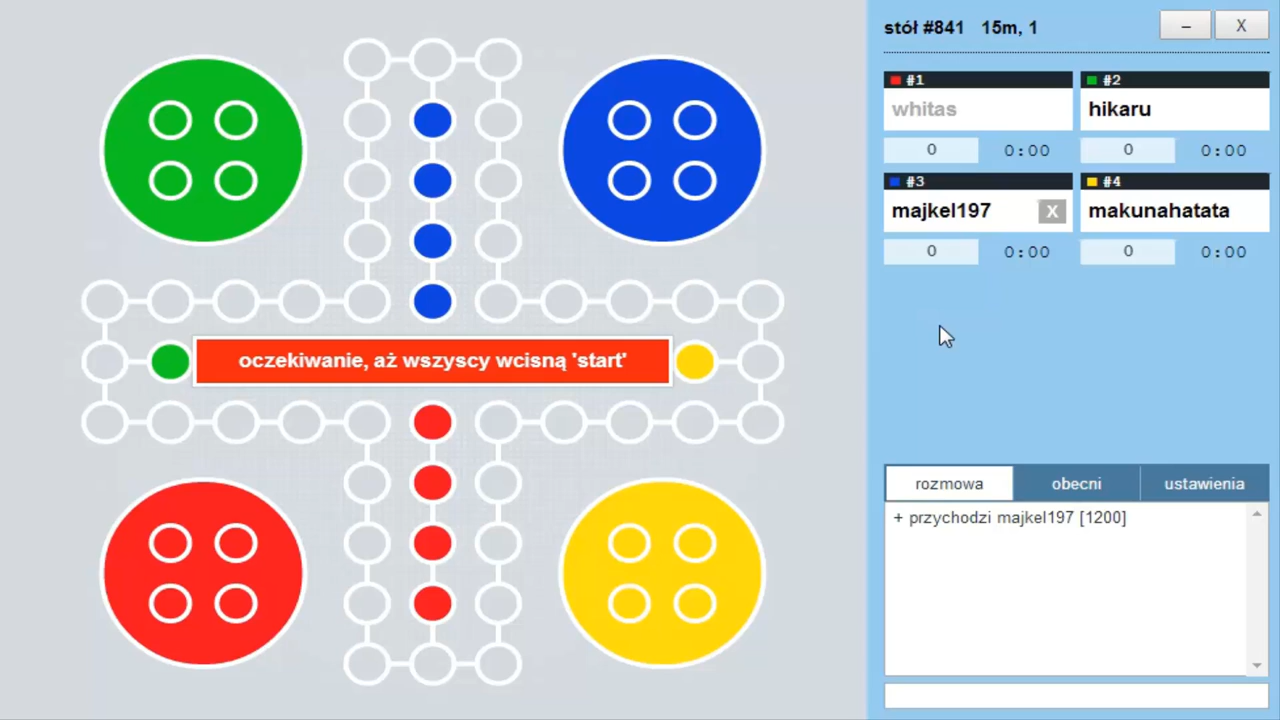 stół #841 15m, 1
–
X
#1
whitas
0 0:00
#2
hikaru
0 0:00
#3
majkel197 X
0 0:00
#4
makunahatata
0 0:00
oczekiwanie, aż wszyscy wcisną 'start'
rozmowa obecni ustawienia
+ przychodzi majkel197 [1200]